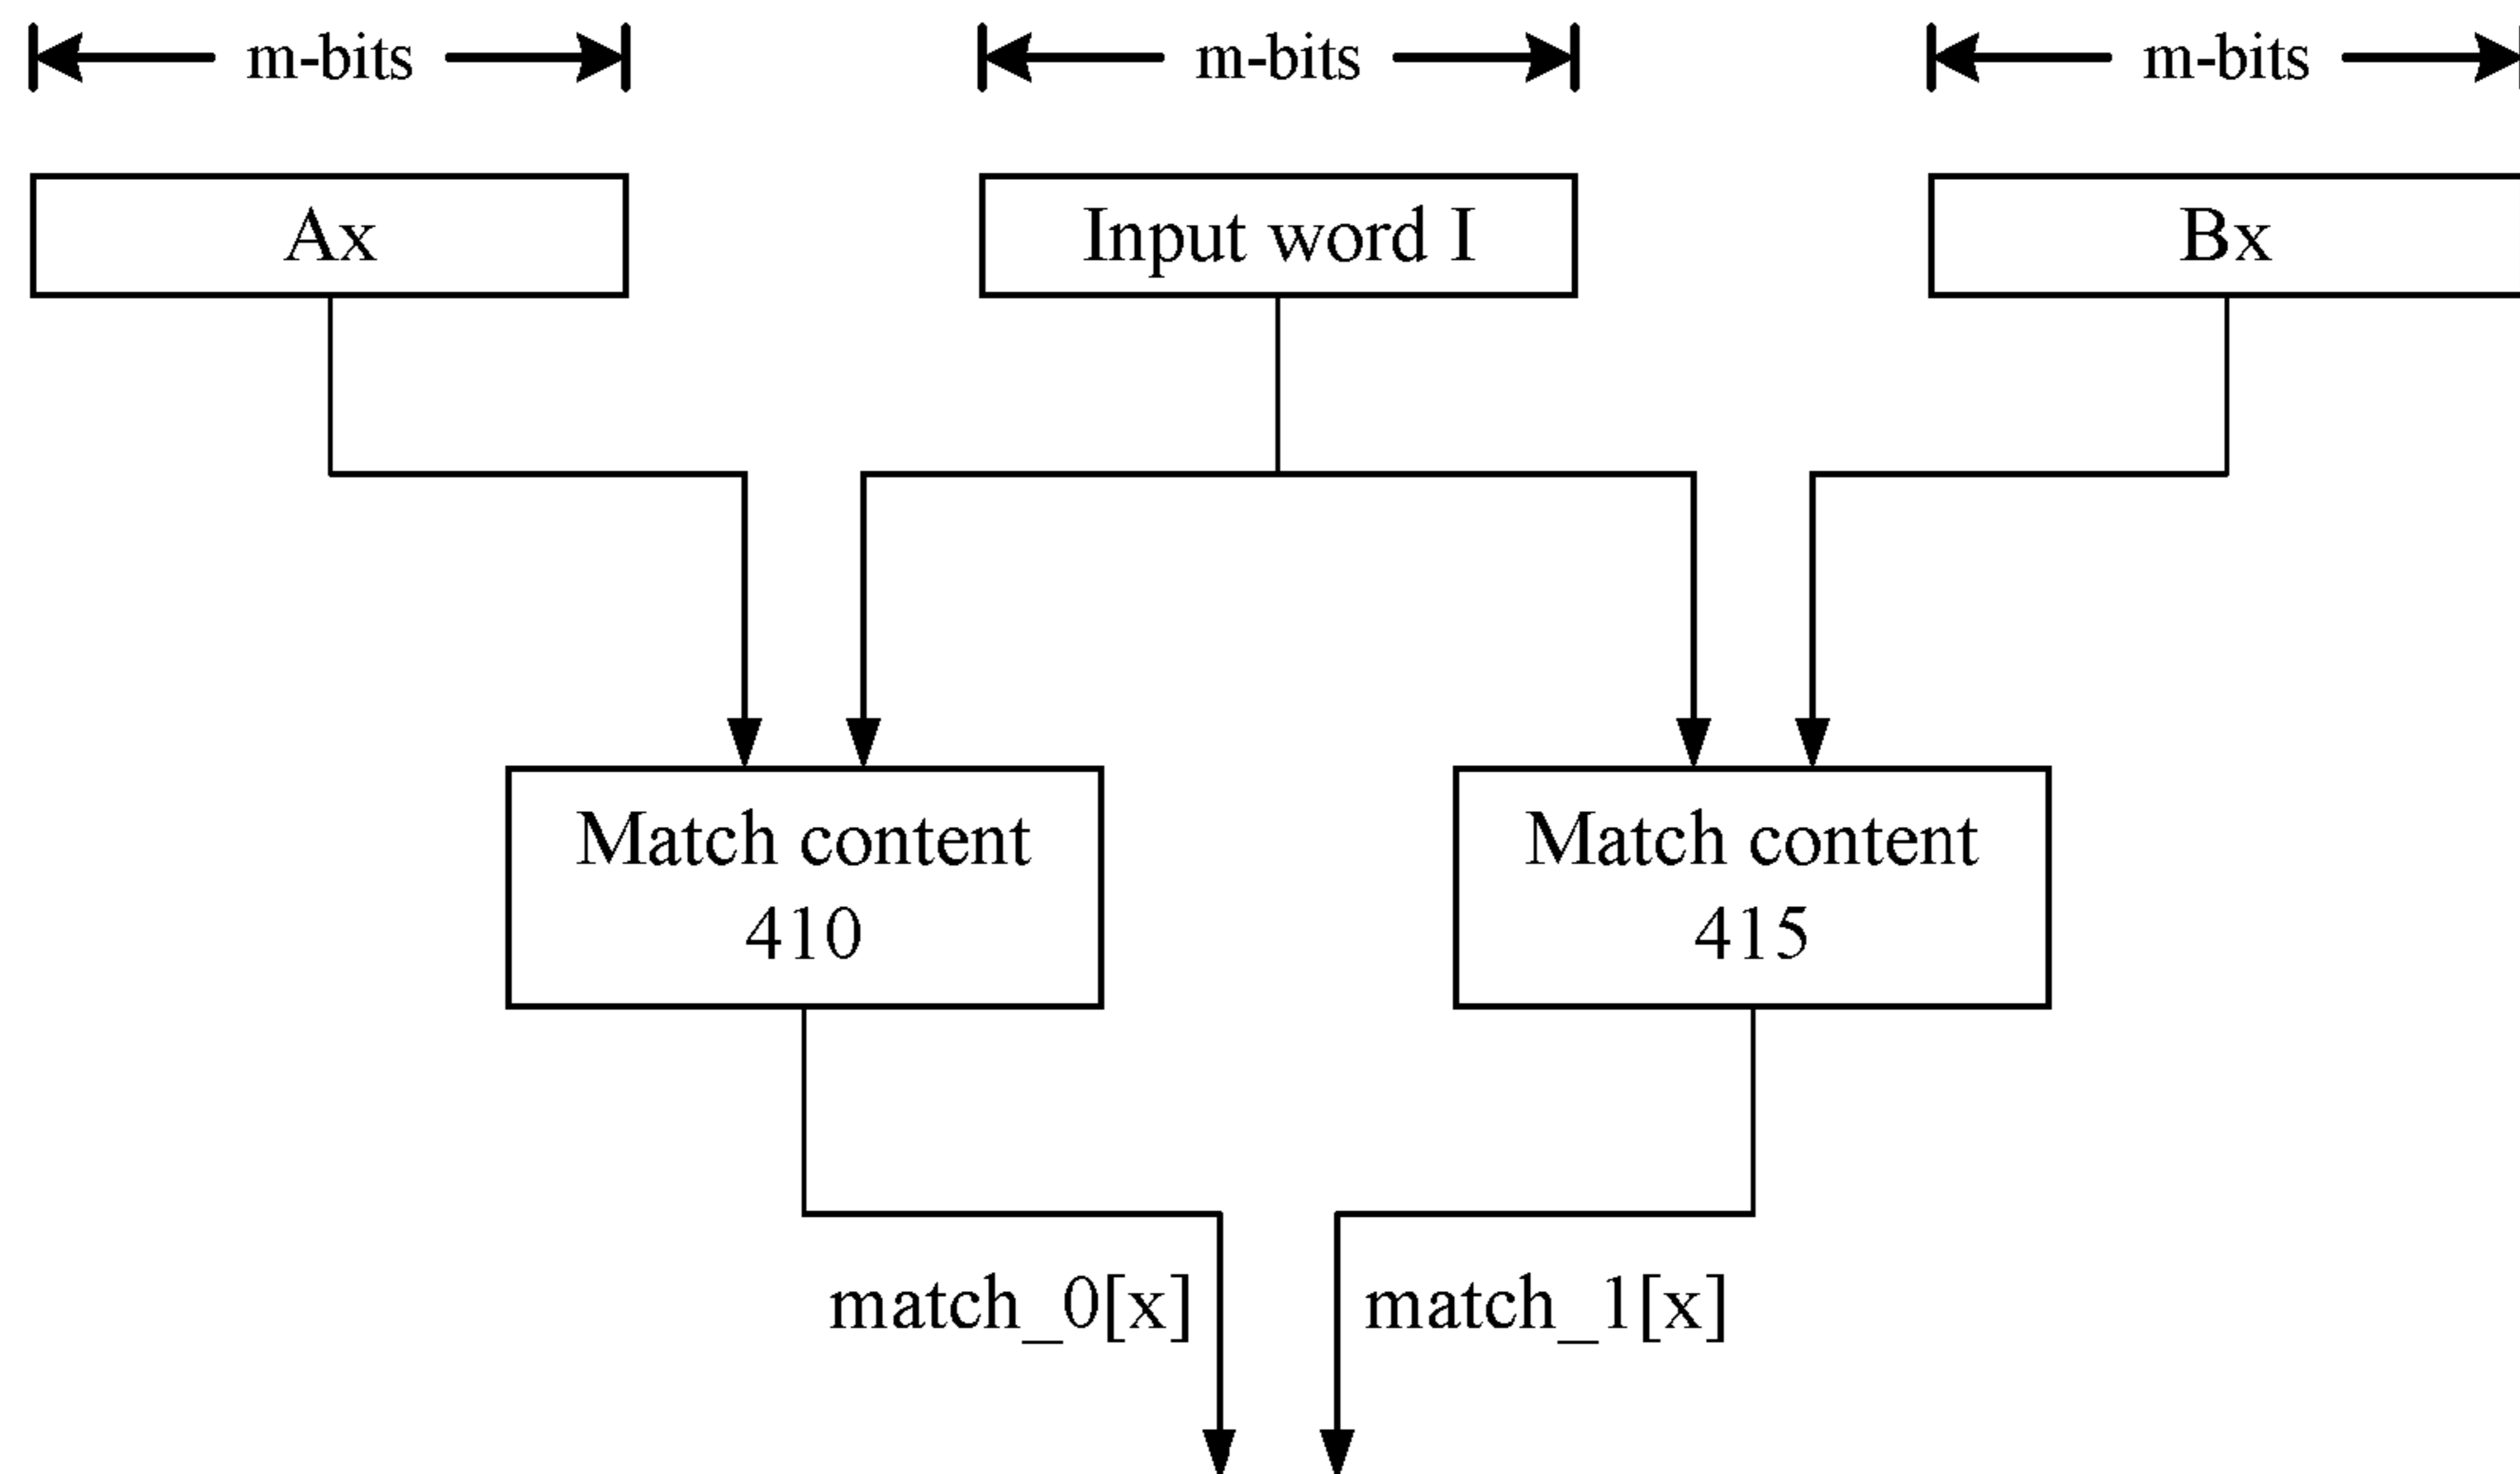 m-bits
m-bits
m-bits
Ax
Input word I
Bx
Match content
410
Match content
415
match_0[x]
match_1[x]